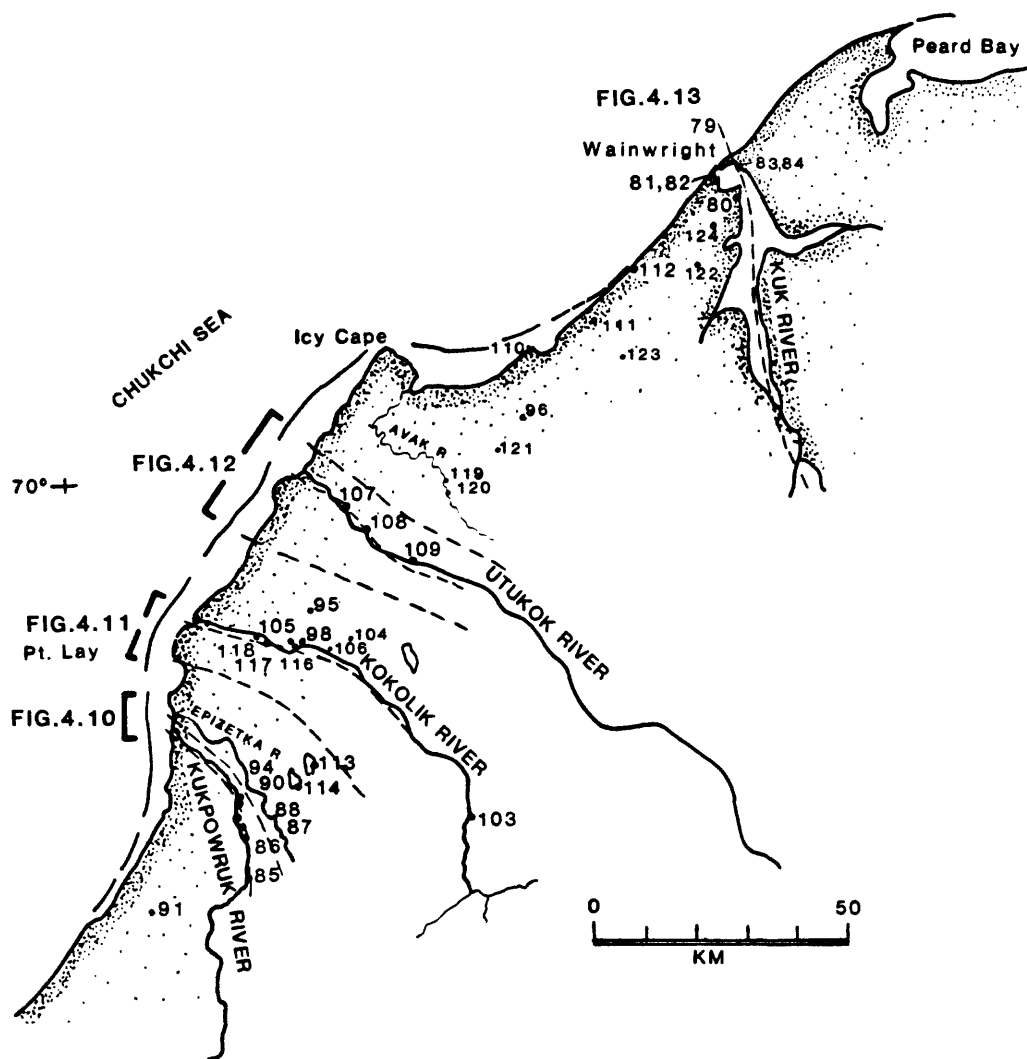 Peard Bay
FIG.4.13
79
Wainwright
83,84
81,82
80
124
122
112
KUK RIVER
111
123
110
Icy Cape
CHUKCHI SEA
96
121
AVAK R
119
120
FIG.4.12
70°
107
108
109
UTUKOK RIVER
95
FIG.4.11
Pt. Lay
105
98
104
106
118
117
116
KOKOLIK RIVER
FIG.4.10
EPIZETKA R
94
113
90
114
88
87
103
KUKPOWRUK RIVER
86
85
91
0
50
KM